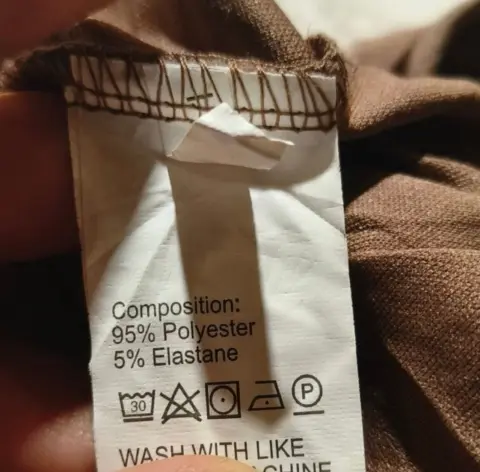 Composition:
95% Polyester
5% Elastane
30 P
WASH WITH LIKE